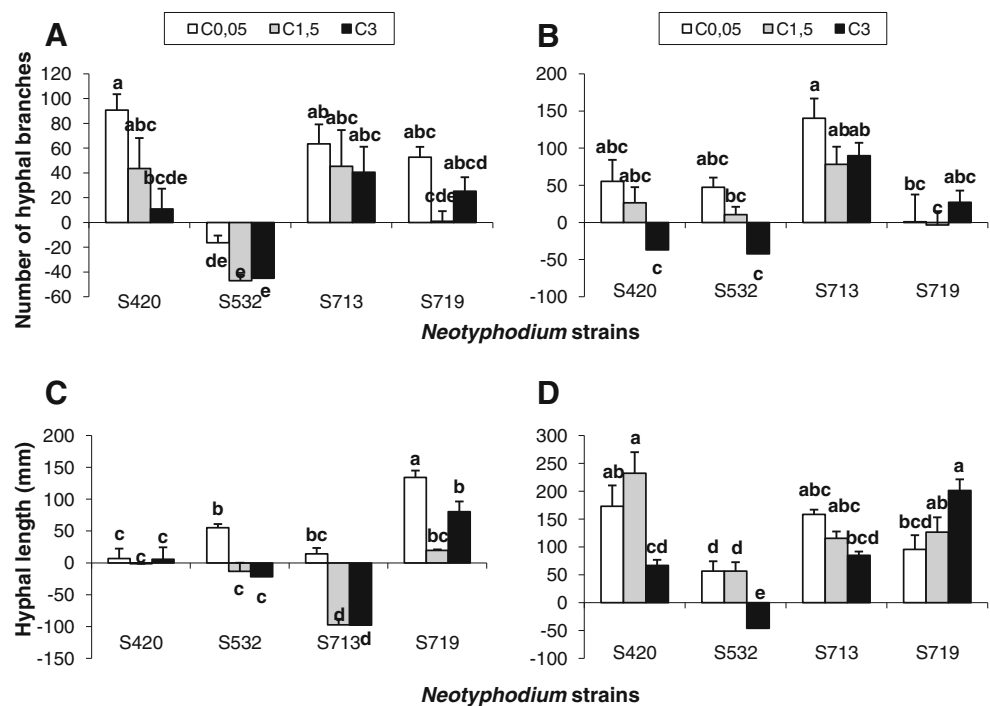 A
C0,05 C1,5 C3
Number of hyphal branches
120
100
80
60
40
20
0
-20
-40
-60
a
abc
bcde
de
e
e
ab
abc
abc
abc
cde
abcd
S420 S532 S713 S719
B
C0,05 C1,5 C3
200
150
100
50
0
-50
-100
abc
abc
c
abc
bc
c
a
ab
ab
bc
c
abc
S420 S532 S713 S719
Neotyphodium strains
C
Hyphal length (mm)
200
150
100
50
0
-50
-100
-150
c
c
c
b
c
c
bc
d
d
a
bc
b
S420 S532 S713 S719
D
300
250
200
150
100
50
0
-50
-100
ab
a
cd
d
d
e
abc
abc
bcd
bcd
ab
a
S420 S532 S713 S719
Neotyphodium strains